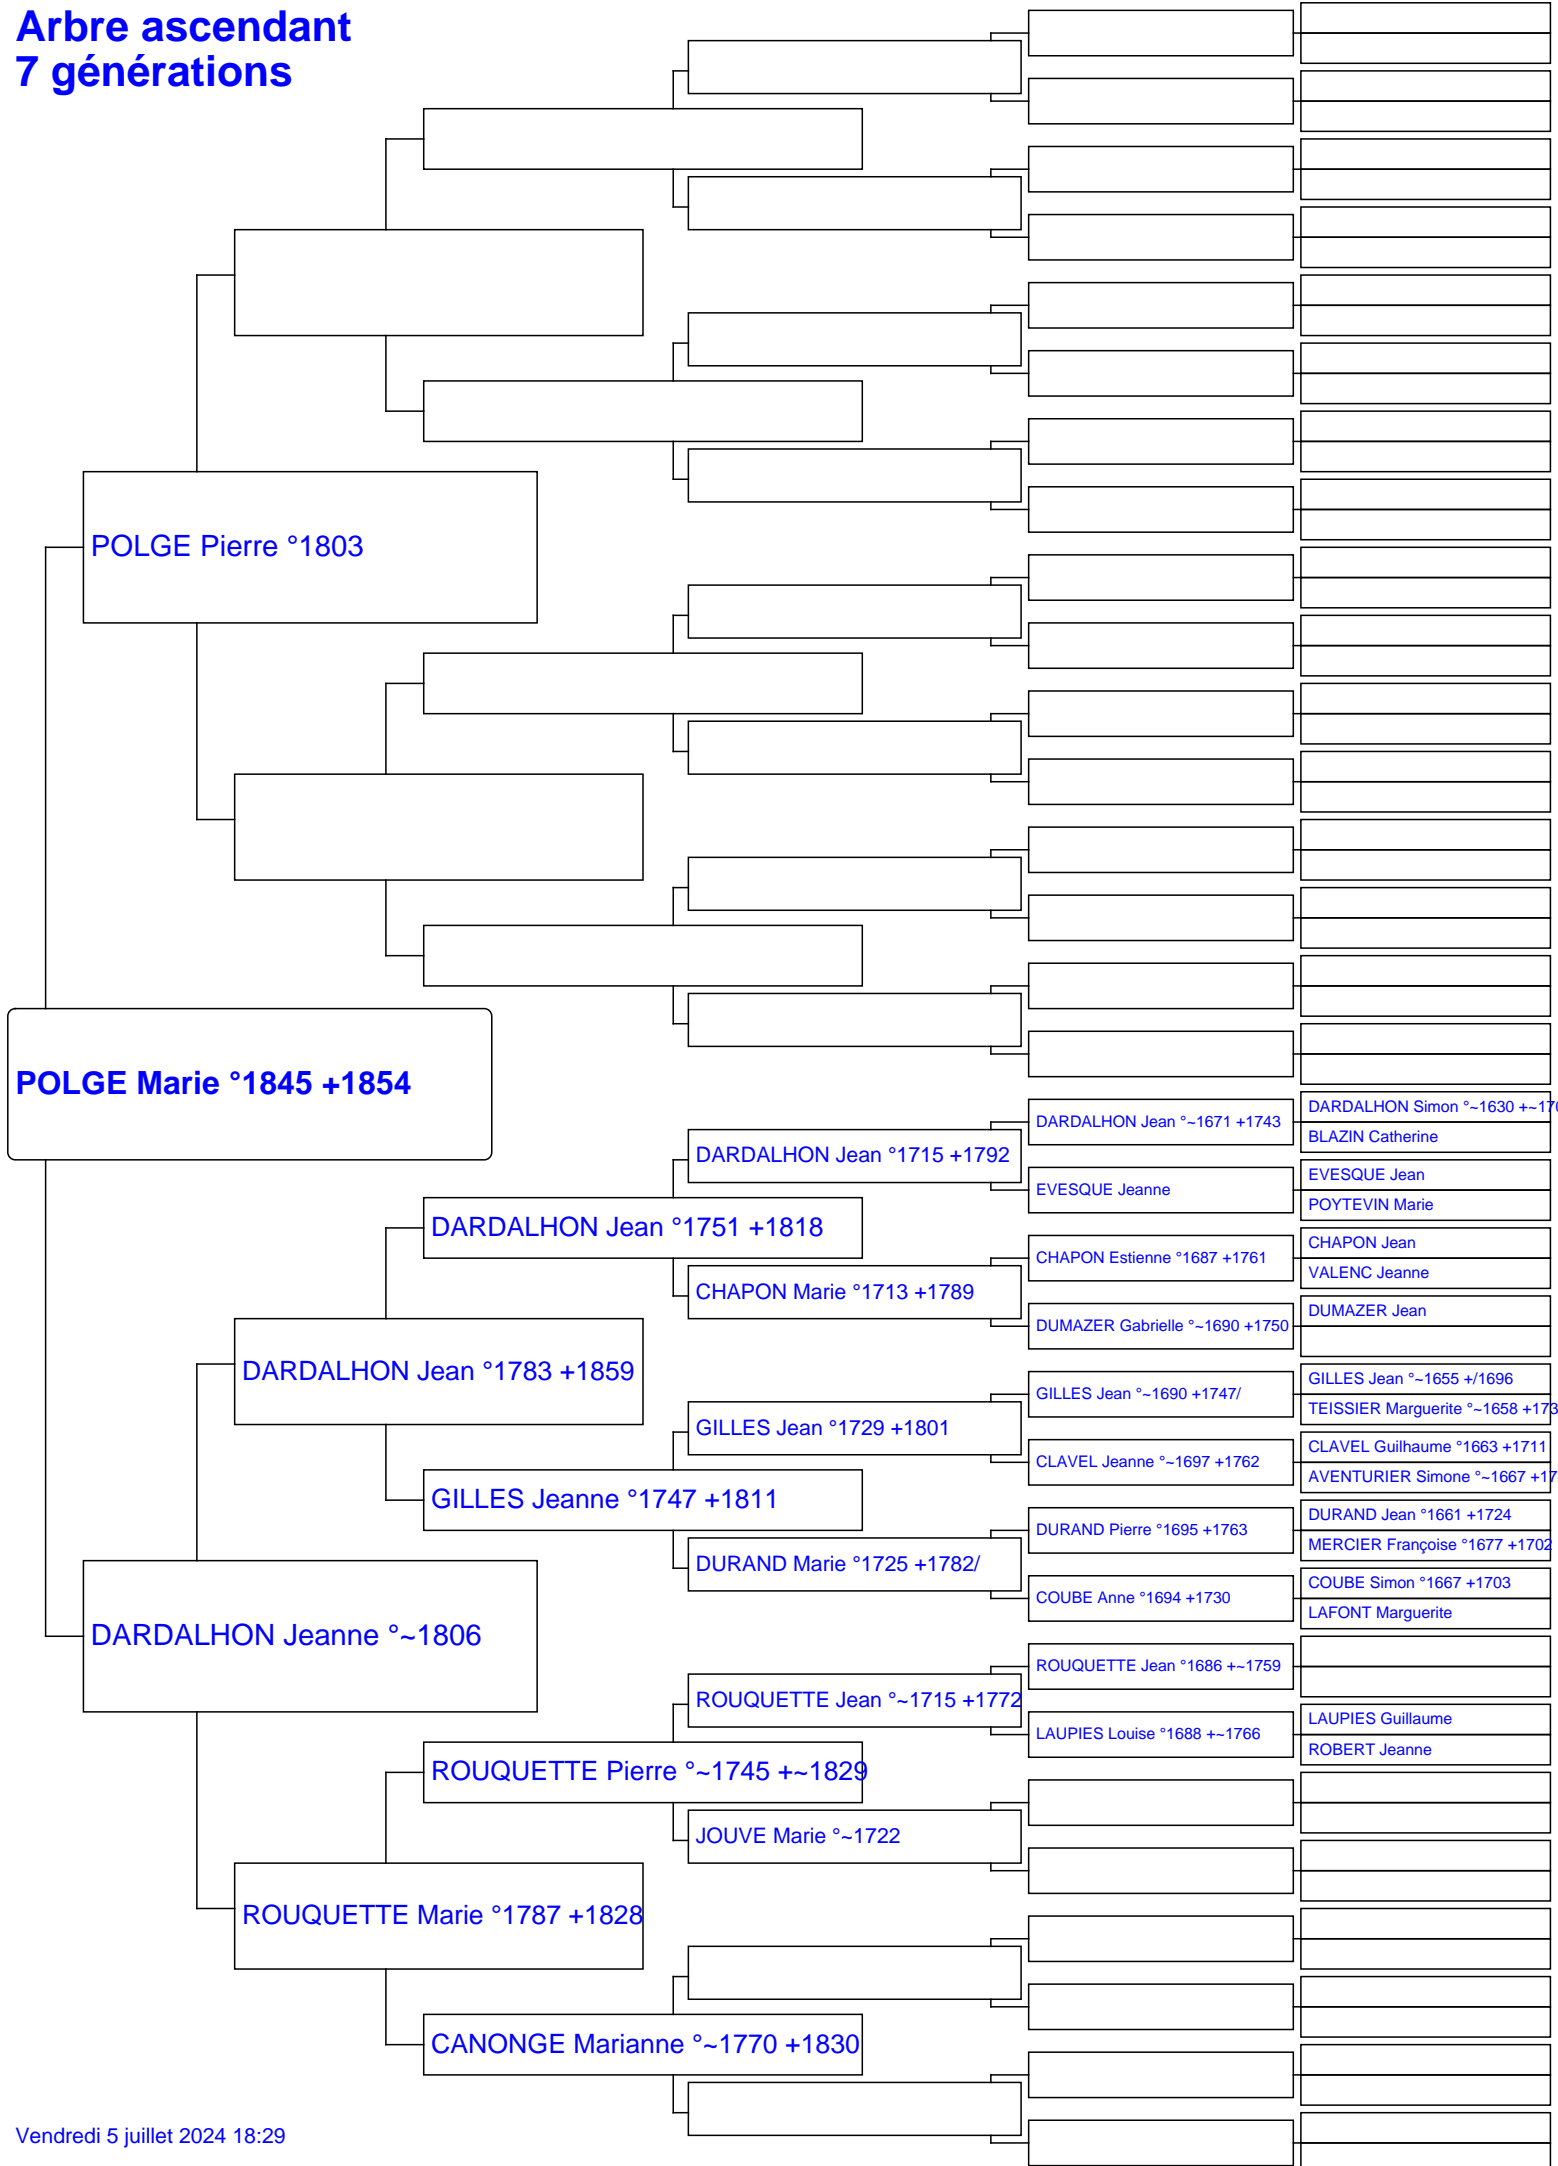 Arbre ascendant
7 générations
POLGE Pierre °1803
POLGE Marie °1845 +1854
DARDALHON Simon °~1630 +~170
DARDALHON Jean °~1671 +1743
BLAZIN Catherine
DARDALHON Jean °1715 +1792
EVESQUE Jean
EVESQUE Jeanne
POYTEVIN Marie
DARDALHON Jean °1751 +1818
CHAPON Jean
CHAPON Estienne °1687 +1761
VALENC Jeanne
CHAPON Marie °1713 +1789
DUMAZER Jean
DUMAZER Gabrielle °~1690 +1750
DARDALHON Jean °1783 +1859
GILLES Jean °~1655 +/1696
GILLES Jean °~1690 +1747/
TEISSIER Marguerite °~1658 +173
GILLES Jean °1729 +1801
CLAVEL Guilhaume °1663 +1711
CLAVEL Jeanne °~1697 +1762
AVENTURIER Simone °~1667 +17
GILLES Jeanne °1747 +1811
DURAND Jean °1661 +1724
DURAND Pierre °1695 +1763
MERCIER Françoise °1677 +1702
DURAND Marie °1725 +1782/
COUBE Simon °1667 +1703
COUBE Anne °1694 +1730
LAFONT Marguerite
DARDALHON Jeanne °~1806
ROUQUETTE Jean °1686 +~1759
ROUQUETTE Jean °~1715 +1772
LAUPIES Guillaume
LAUPIES Louise °1688 +~1766
ROBERT Jeanne
ROUQUETTE Pierre °~1745 +~1829
JOUVE Marie °~1722
ROUQUETTE Marie °1787 +1828
CANONGE Marianne °~1770 +1830
Vendredi 5 juillet 2024 18:29